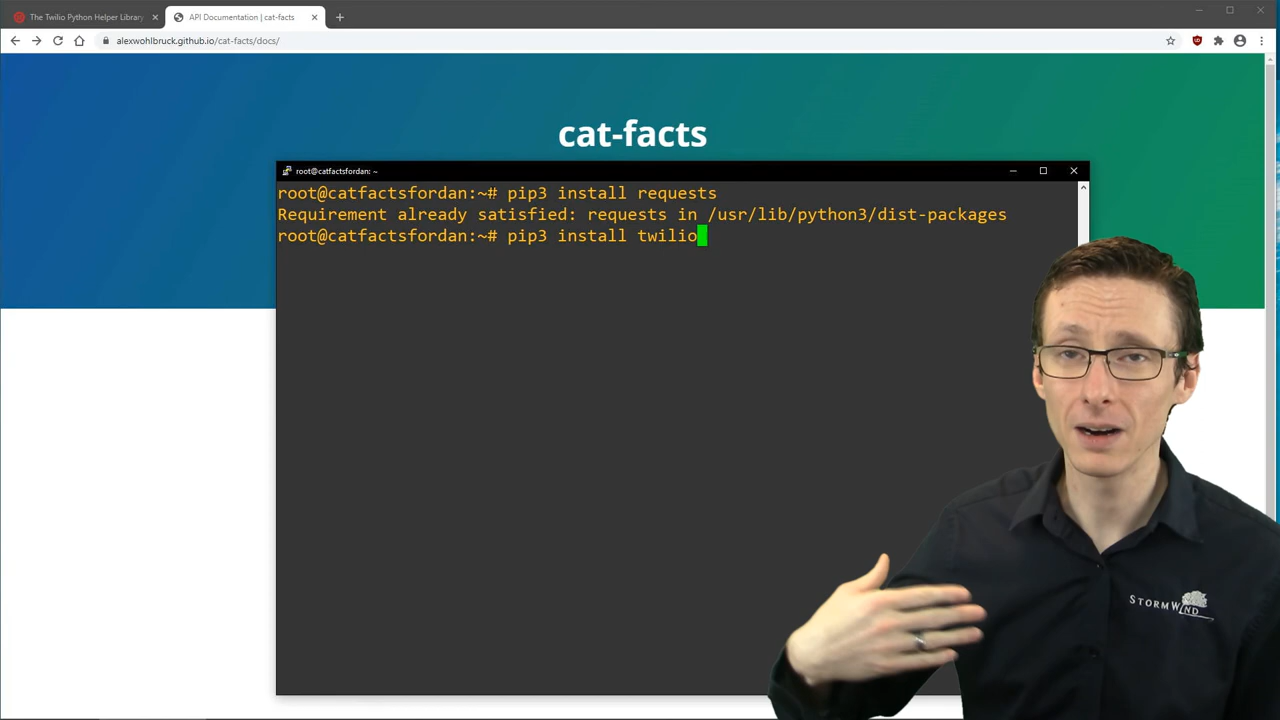 The Twilio Python Helper Library
API Documentation | cat-facts
alexwohlbruck.github.io/cat-facts/docs/
cat-facts
root@catfactsfordan: ~
root@catfactsfordan:~# pip3 install requests
Requirement already satisfied: requests in /usr/lib/python3/dist-packages
root@catfactsfordan:~# pip3 install twilio
STORMWIND